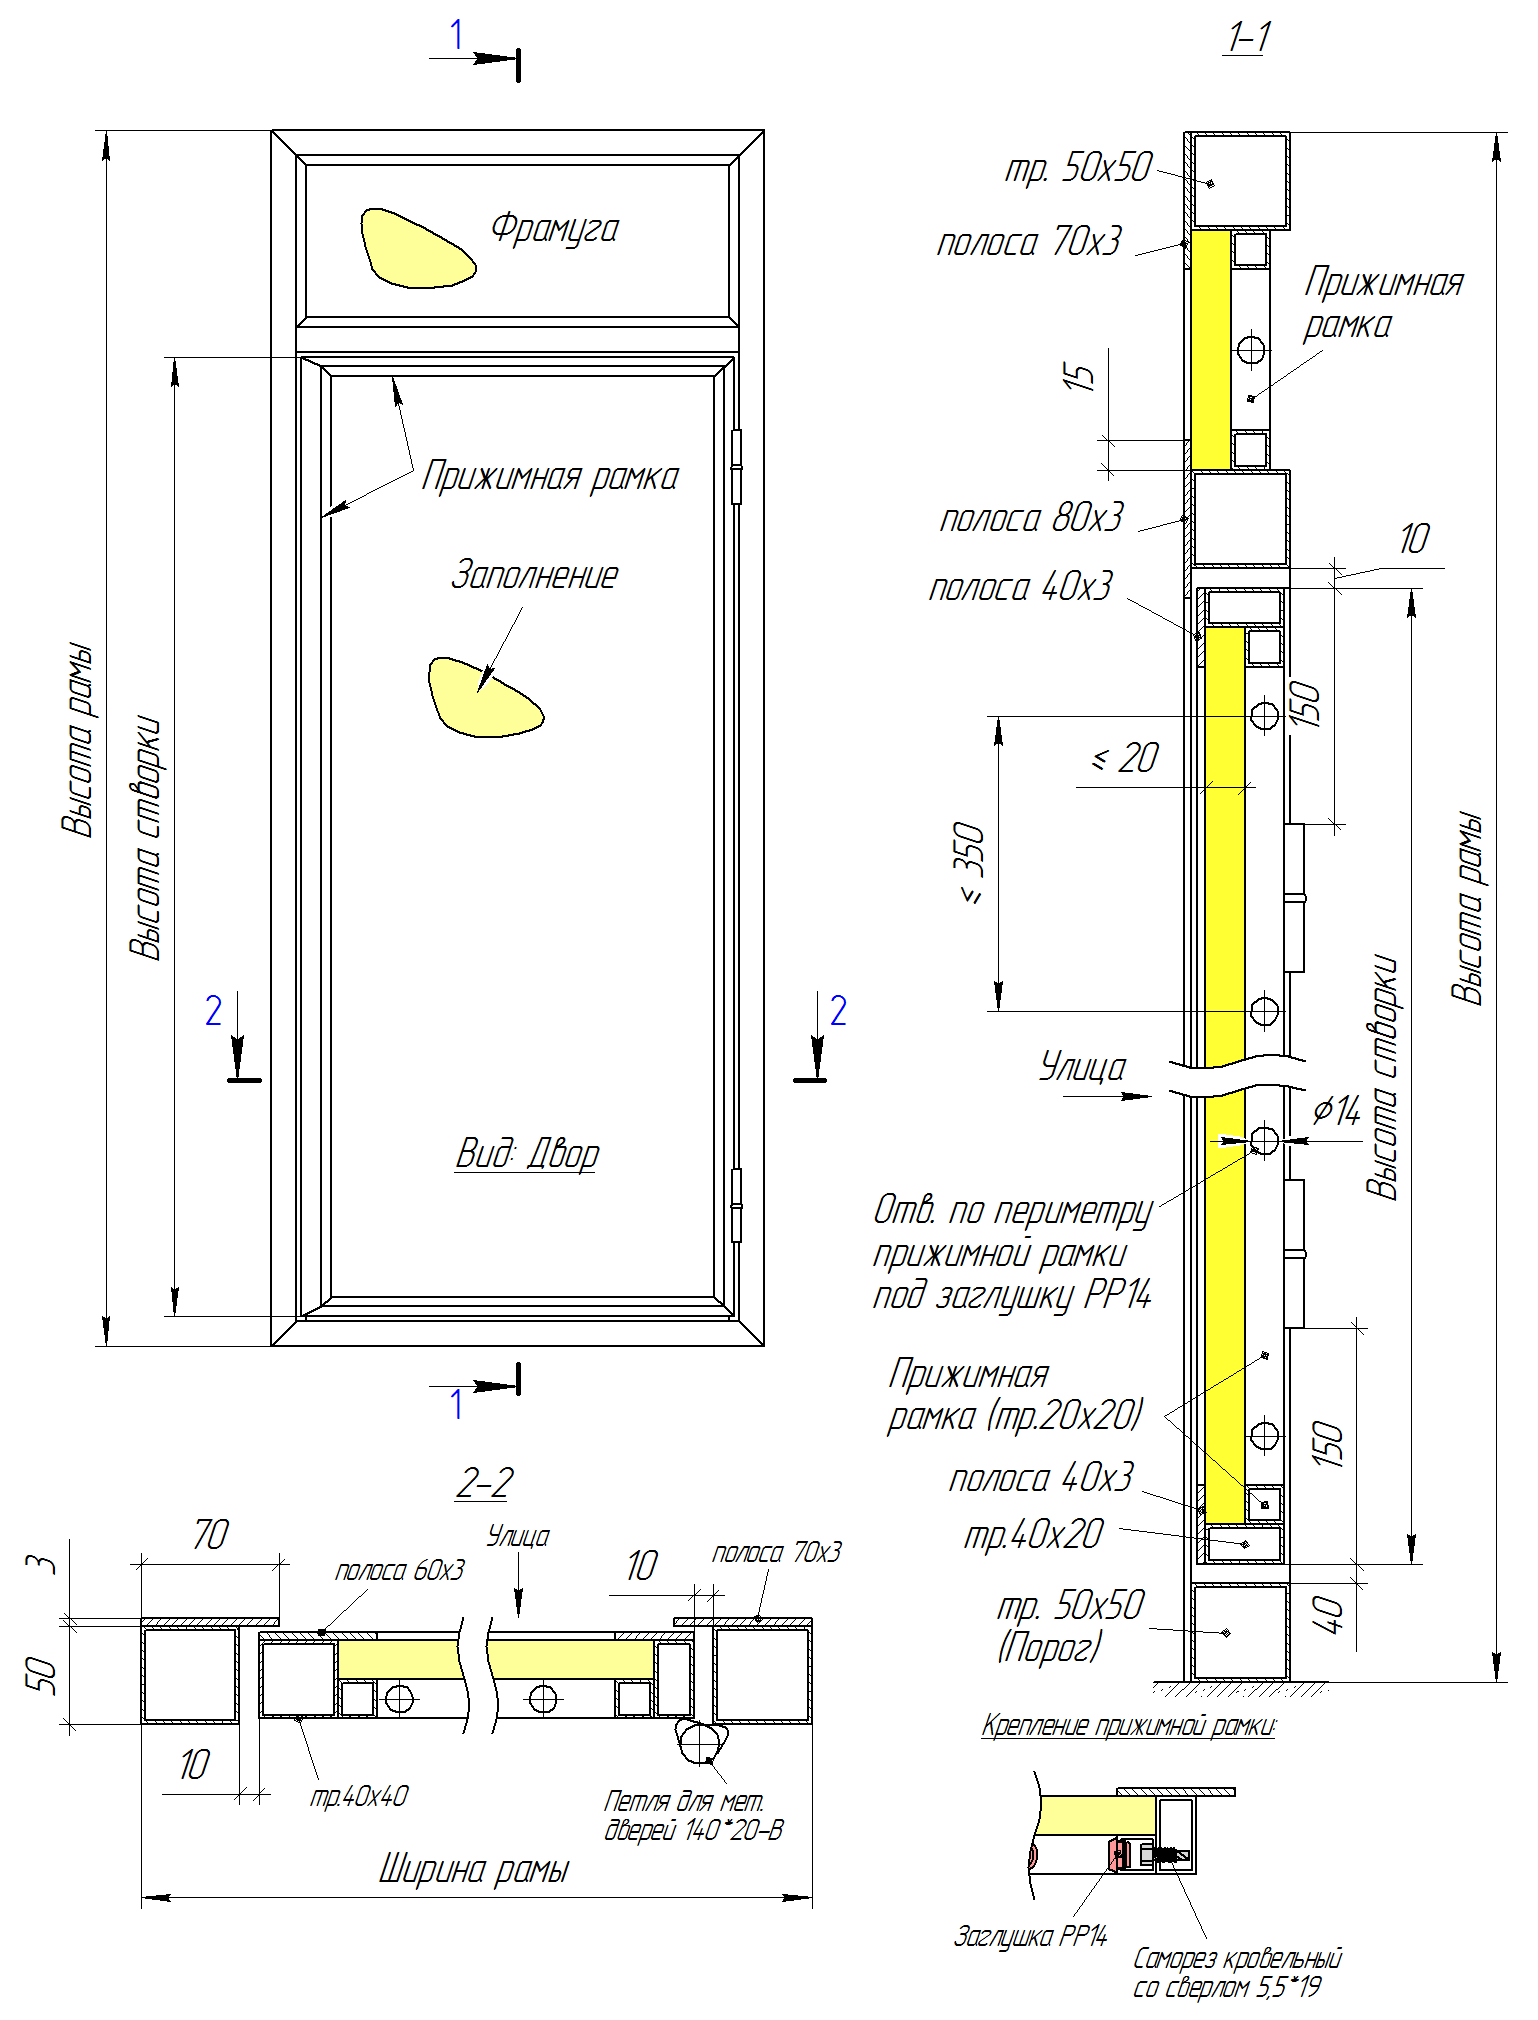 1
1-1
тр. 50х50
Фрамуга
полоса 70х3
Прижимная
рамка
15
Прижимная рамка
полоса 80х3
10
Заполнение
полоса 40х3
Высота рамы
Высота створки
150
≤ 20
≤ 350
Высота рамы
Высота створки
2
2
Улица
⌀14
Вид: Двор
Отв. по периметру
прижимной рамки
под заглушку РР14
1
Прижимная
рамка (тр.20х20)
150
полоса 40х3
тр.40х20
2-2
70
3
Улица
полоса 60х3
10
полоса 70х3
тр. 50х50
(Порог)
40
50
10
тр.40х40
Петля для мет.
дверей 140*20-В
Ширина рамы
Крепление прижимной рамки:
Заглушка РР14
Саморез кровельный
со сверлом 5,5*19